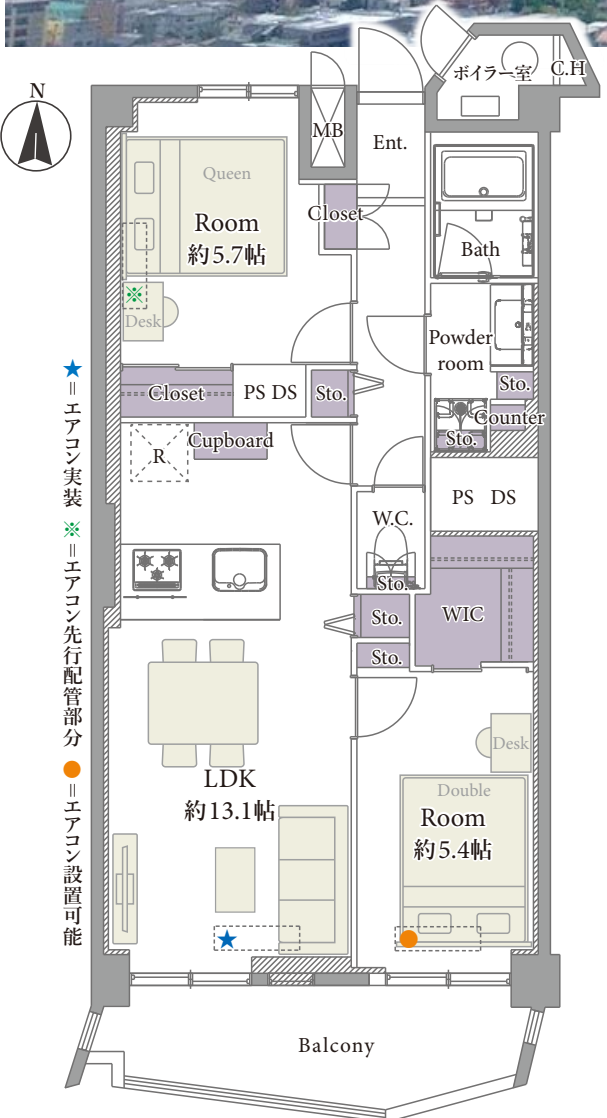 ボイラー室
C.H
N
MB
Ent.
Queen
Room
約5.7帖
Closet
Bath
※
Desk
Powder
room
Closet
PS DS
Sto.
Sto.
Counter
Sto.
R
Cupboard
W.C.
PS DS
Sto.
Sto.
WIC
Sto.
★=エアコン実装 ※=エアコン先行配管部分 ●=エアコン設置可能
LDK
約13.1帖
Desk
Double
Room
約5.4帖
★
●
Balcony